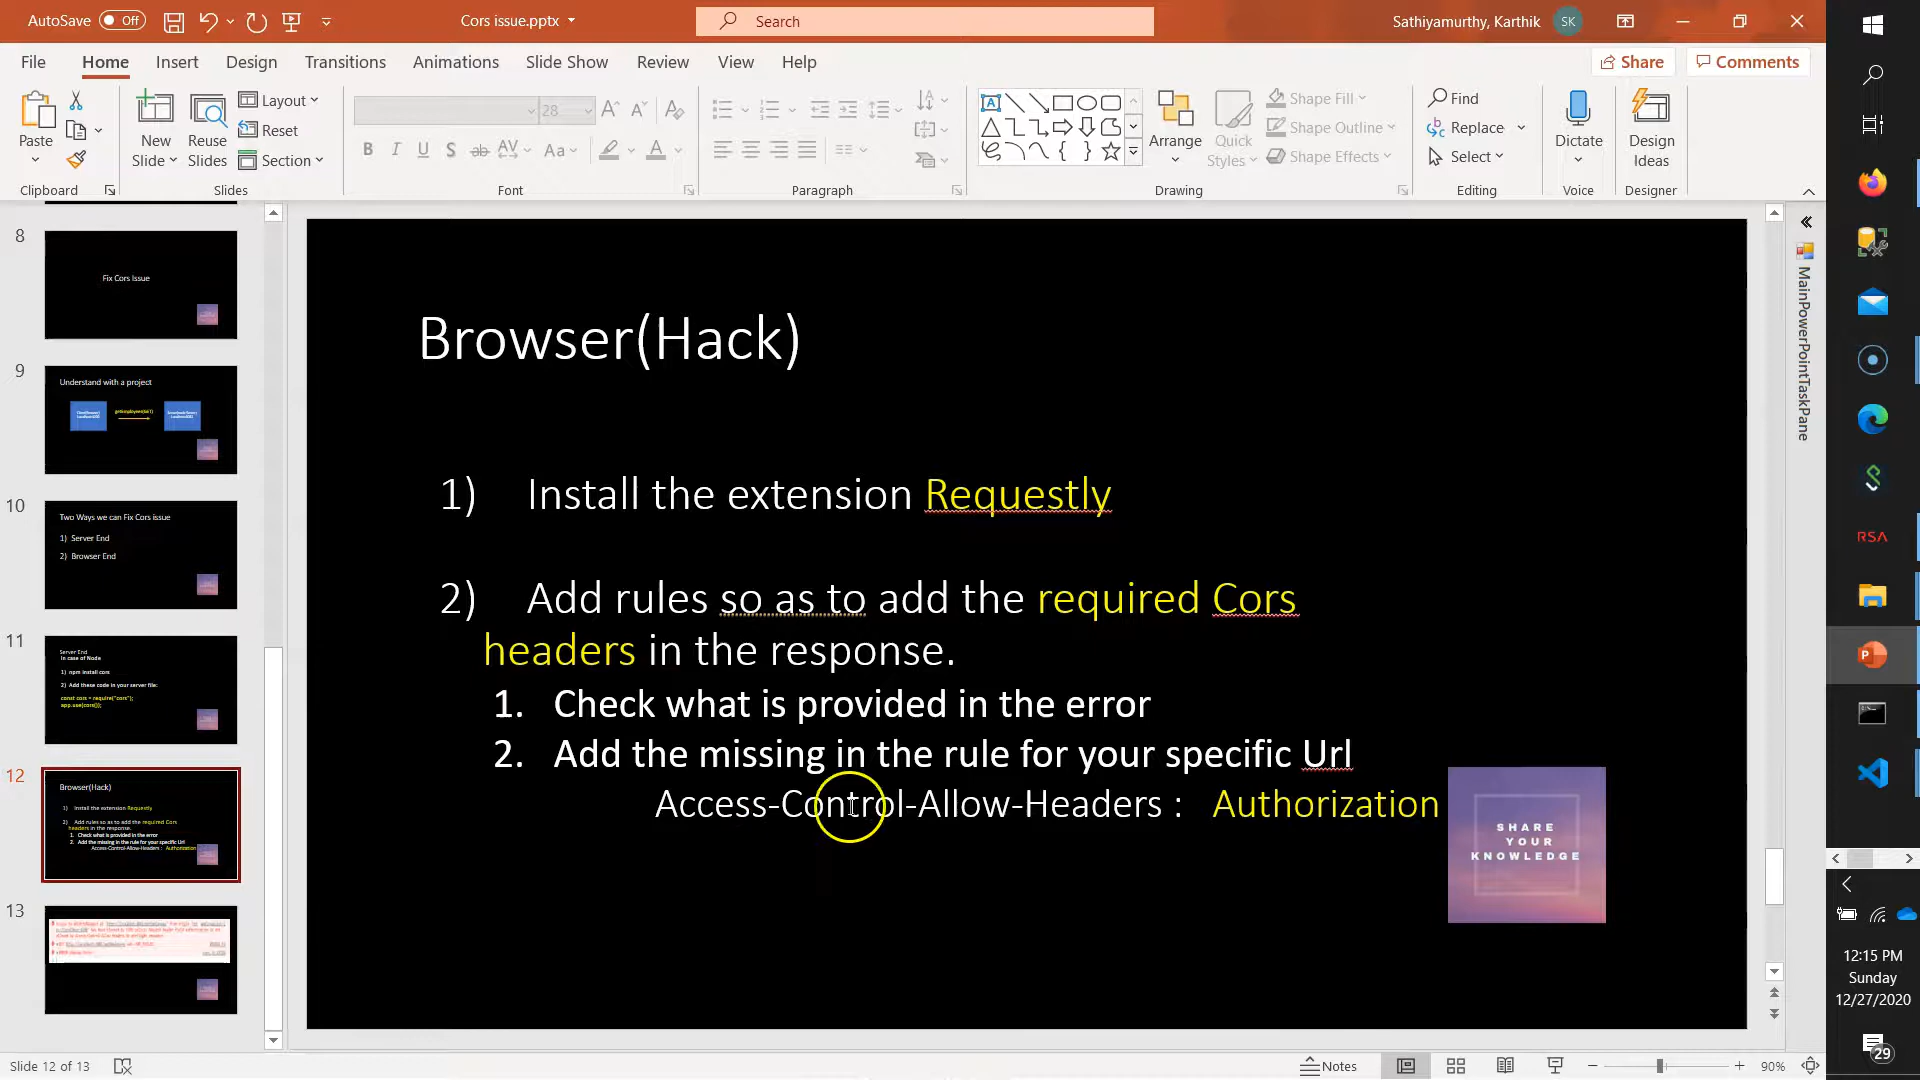 AutoSave Off
Cors issue.pptx
Search
Sathiyamurthy, Karthik SK
File Home Insert Design Transitions Animations Slide Show Review View Help
Share Comments
Paste
New Slide
Reuse Slides
Layout
Reset
Section
28
B I U S ab AV Aa A
Arrange
Quick Styles
Shape Fill
Shape Outline
Shape Effects
Find
Replace
Select
Dictate
Design Ideas
Clipboard Slides Font Paragraph Drawing Editing Voice Designer
8
Fix Cors Issue
9
Understand with a project
getEmployees(GET)
10
Two Ways we can Fix Cors issue
1) Server End
2) Browser End
11
Server End
In case of Node
1) npm install cors
2) Add these code in your server file:
const cors = require("cors");
app.use(cors());
12
Browser(Hack)
1) Install the extension Requestly
2) Add rules so as to add the required Cors
headers in the response.
1. Check what is provided in the error
2. Add the missing in the rule for your specific Url
Access-Control-Allow-Headers : Authorization
13
Browser(Hack)
1) Install the extension Requestly
2) Add rules so as to add the required Cors
headers in the response.
1. Check what is provided in the error
2. Add the missing in the rule for your specific Url
Access-Control-Allow-Headers : Authorization
SHARE
YOUR
KNOWLEDGE
MainPowerPointTaskPane
RSA
12:15 PM
Sunday
12/27/2020
29
Slide 12 of 13
Notes
90%